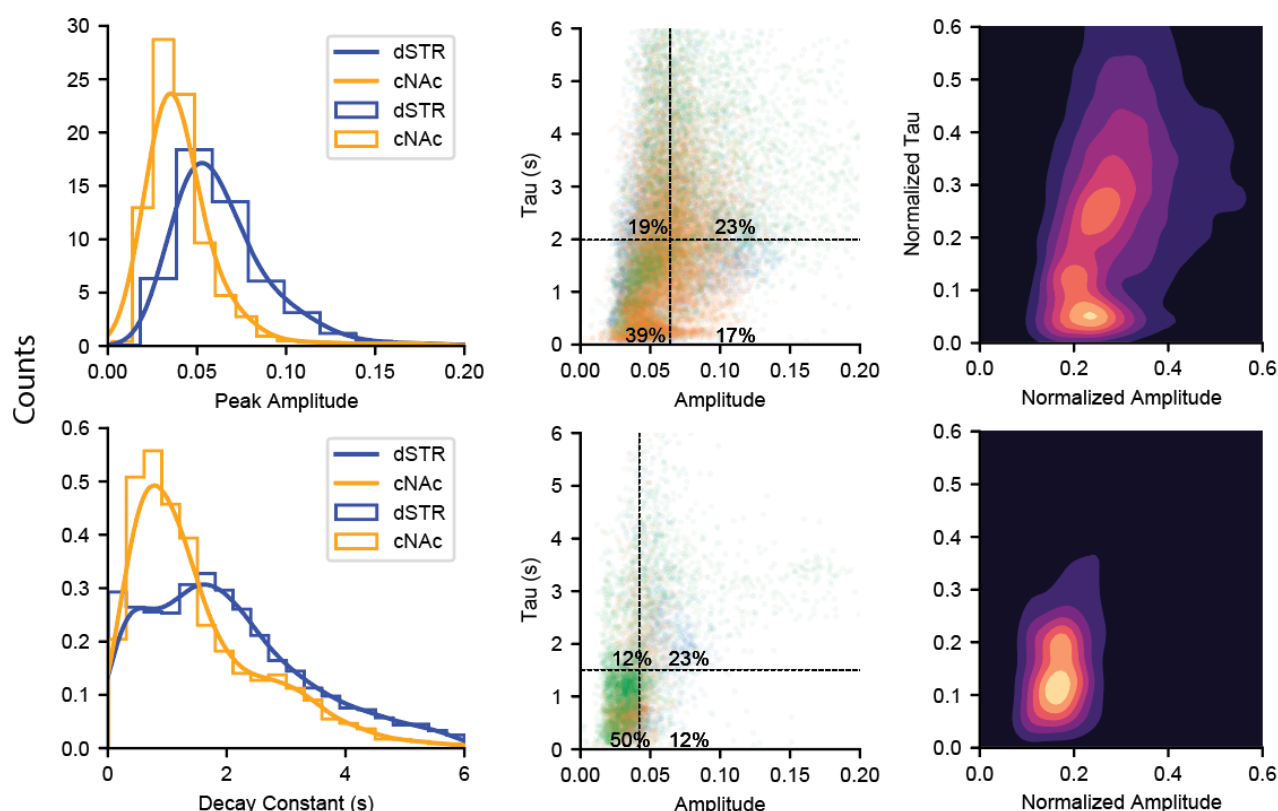 Counts
30
25
20
15
10
5
0
0.00 0.05 0.10 0.15 0.20
Peak Amplitude
dSTR
cNAc
dSTR
cNAc
6
5
4
3
2
1
0
Tau (s)
19% 23%
39% 17%
0.00 0.05 0.10 0.15 0.20
Amplitude
0.6
0.5
0.4
0.3
0.2
0.1
0.0
Normalized Tau
0.0 0.2 0.4 0.6
Normalized Amplitude
0.6
0.5
0.4
0.3
0.2
0.1
0.0
0 2 4 6
Decay Constant (s)
dSTR
cNAc
dSTR
cNAc
6
5
4
3
2
1
0
Tau (s)
12% 23%
50% 12%
0.00 0.05 0.10 0.15 0.20
Amplitude
0.6
0.5
0.4
0.3
0.2
0.1
0.0
0.0 0.2 0.4 0.6
Normalized Amplitude